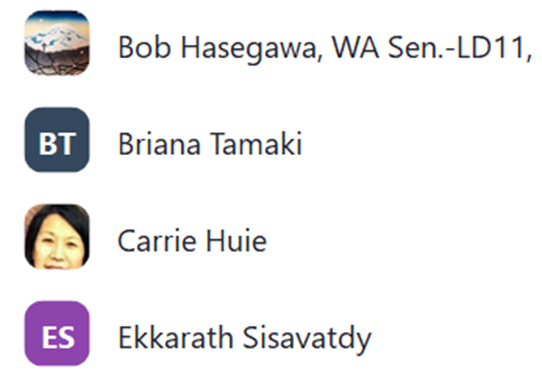 Bob Hasegawa, WA Sen.-LD11,
BT Briana Tamaki
Carrie Huie
ES Ekkarath Sisavatdy